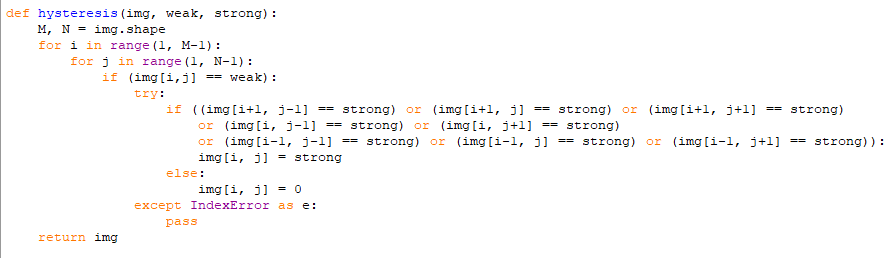 def hysteresis(img, weak, strong):
    M, N = img.shape
    for i in range(1, M-1):
        for j in range(1, N-1):
            if (img[i,j] == weak):
                try:
                    if ((img[i+1, j-1] == strong) or (img[i+1, j] == strong) or (img[i+1, j+1] == strong)
                        or (img[i, j-1] == strong) or (img[i, j+1] == strong)
                        or (img[i-1, j-1] == strong) or (img[i-1, j] == strong) or (img[i-1, j+1] == strong)):
                        img[i, j] = strong
                    else:
                        img[i, j] = 0
                except IndexError as e:
                    pass
    return img